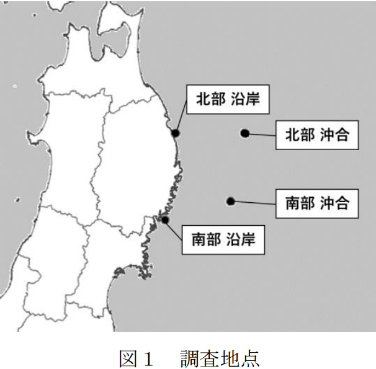 北部 沿岸
北部 沖合
南部 沖合
南部 沿岸
図１　調査地点